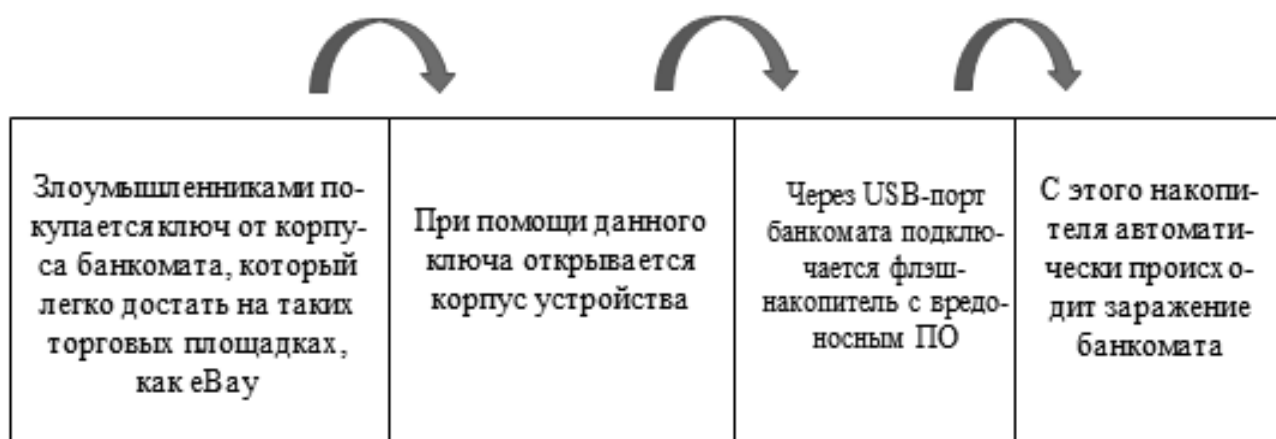 Злоумышленниками по-
купается ключ от корпу-
са банкомата, который
легко достать на таких
торговых площадках,
как eBay
При помощи данного
ключа открывается
корпус устройства
Через USB-порт
банкомата подклю-
чается флэш-
накопитель с вредо-
носным ПО
С этого накопи-
теля автомати-
чески происхо-
дит заражение
банкомата